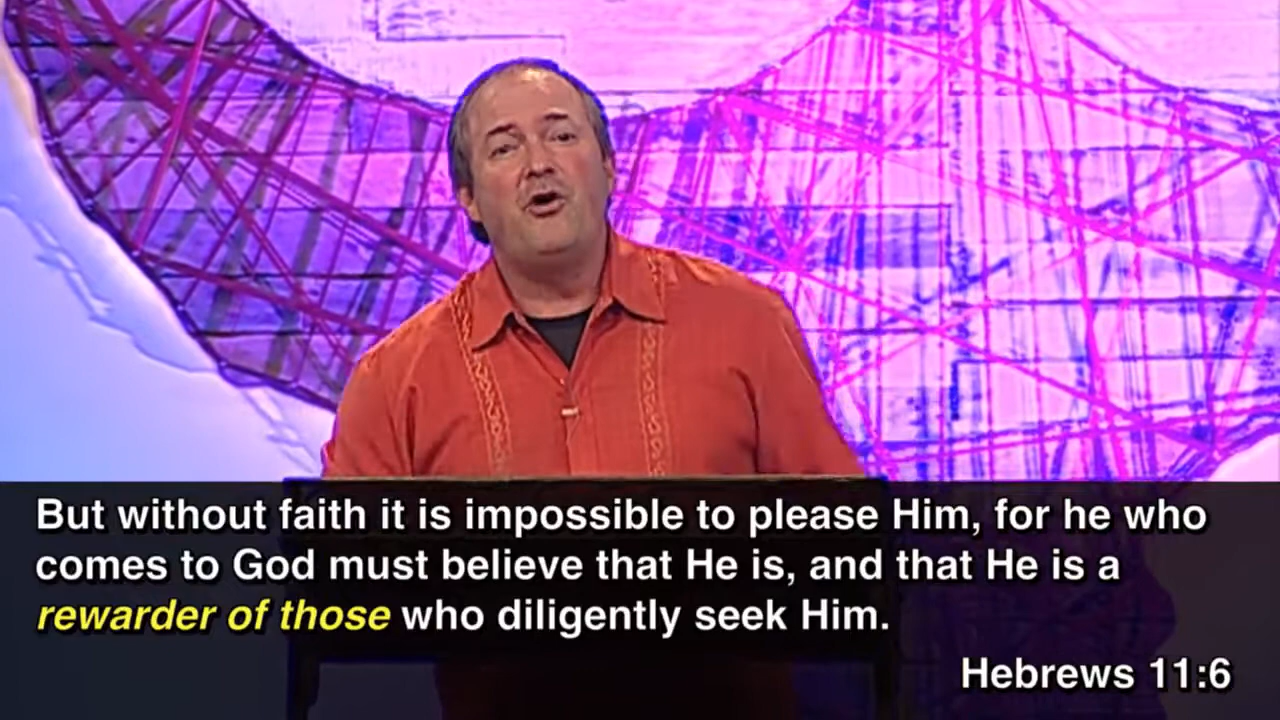 But without faith it is impossible to please Him, for he who
comes to God must believe that He is, and that He is a
rewarder of those who diligently seek Him.
Hebrews 11:6